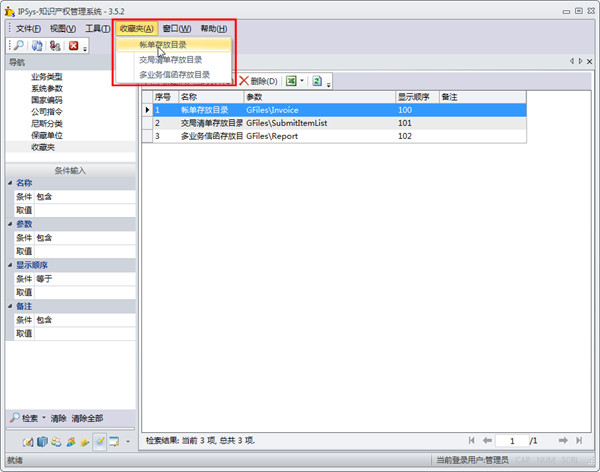 IPSys-知识产权管理系统 - 3.5.2
文件(F) 视图(V) 工具(T) 收藏夹(A) 窗口(W) 帮助(H)
帐单存放目录
交局清单存放目录
多业务信函存放目录
导航
删除(D)
业务类型
系统参数
国家编码
公司指令
尼斯分类
保藏单位
收藏夹
序号 名称 参数 显示顺序 备注
1 帐单存放目录 GFiles\Invoice 100
2 交局清单存放目录 GFiles\SubmitItemList 101
3 多业务信函存放目 GFiles\Report 102
条件输入
名称
条件 包含
取值
参数
条件 包含
取值
显示顺序
条件 等于
取值
备注
条件 包含
取值
检索 清除 清除全部
检索结果: 当前 3 项, 总共 3 项.
1 /1
就绪
当前登录用户:管理员 CAP NUM SCRL